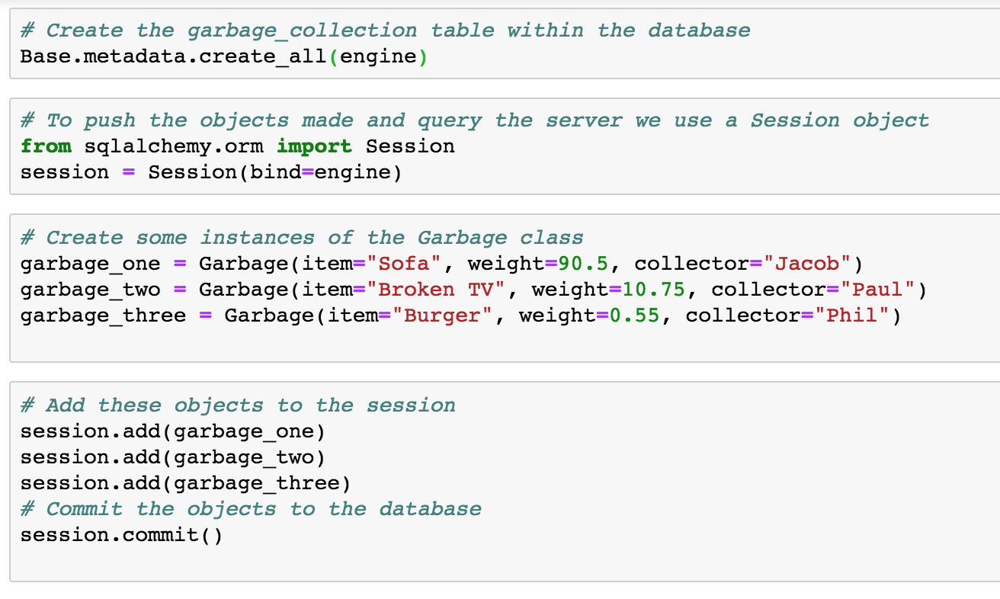 # Create the garbage_collection table within the database
Base.metadata.create_all(engine)
# To push the objects made and query the server we use a Session object
from sqlalchemy.orm import Session
session = Session(bind=engine)
# Create some instances of the Garbage class
garbage_one = Garbage(item="Sofa", weight=90.5, collector="Jacob")
garbage_two = Garbage(item="Broken TV", weight=10.75, collector="Paul")
garbage_three = Garbage(item="Burger", weight=0.55, collector="Phil")
# Add these objects to the session
session.add(garbage_one)
session.add(garbage_two)
session.add(garbage_three)
# Commit the objects to the database
session.commit()